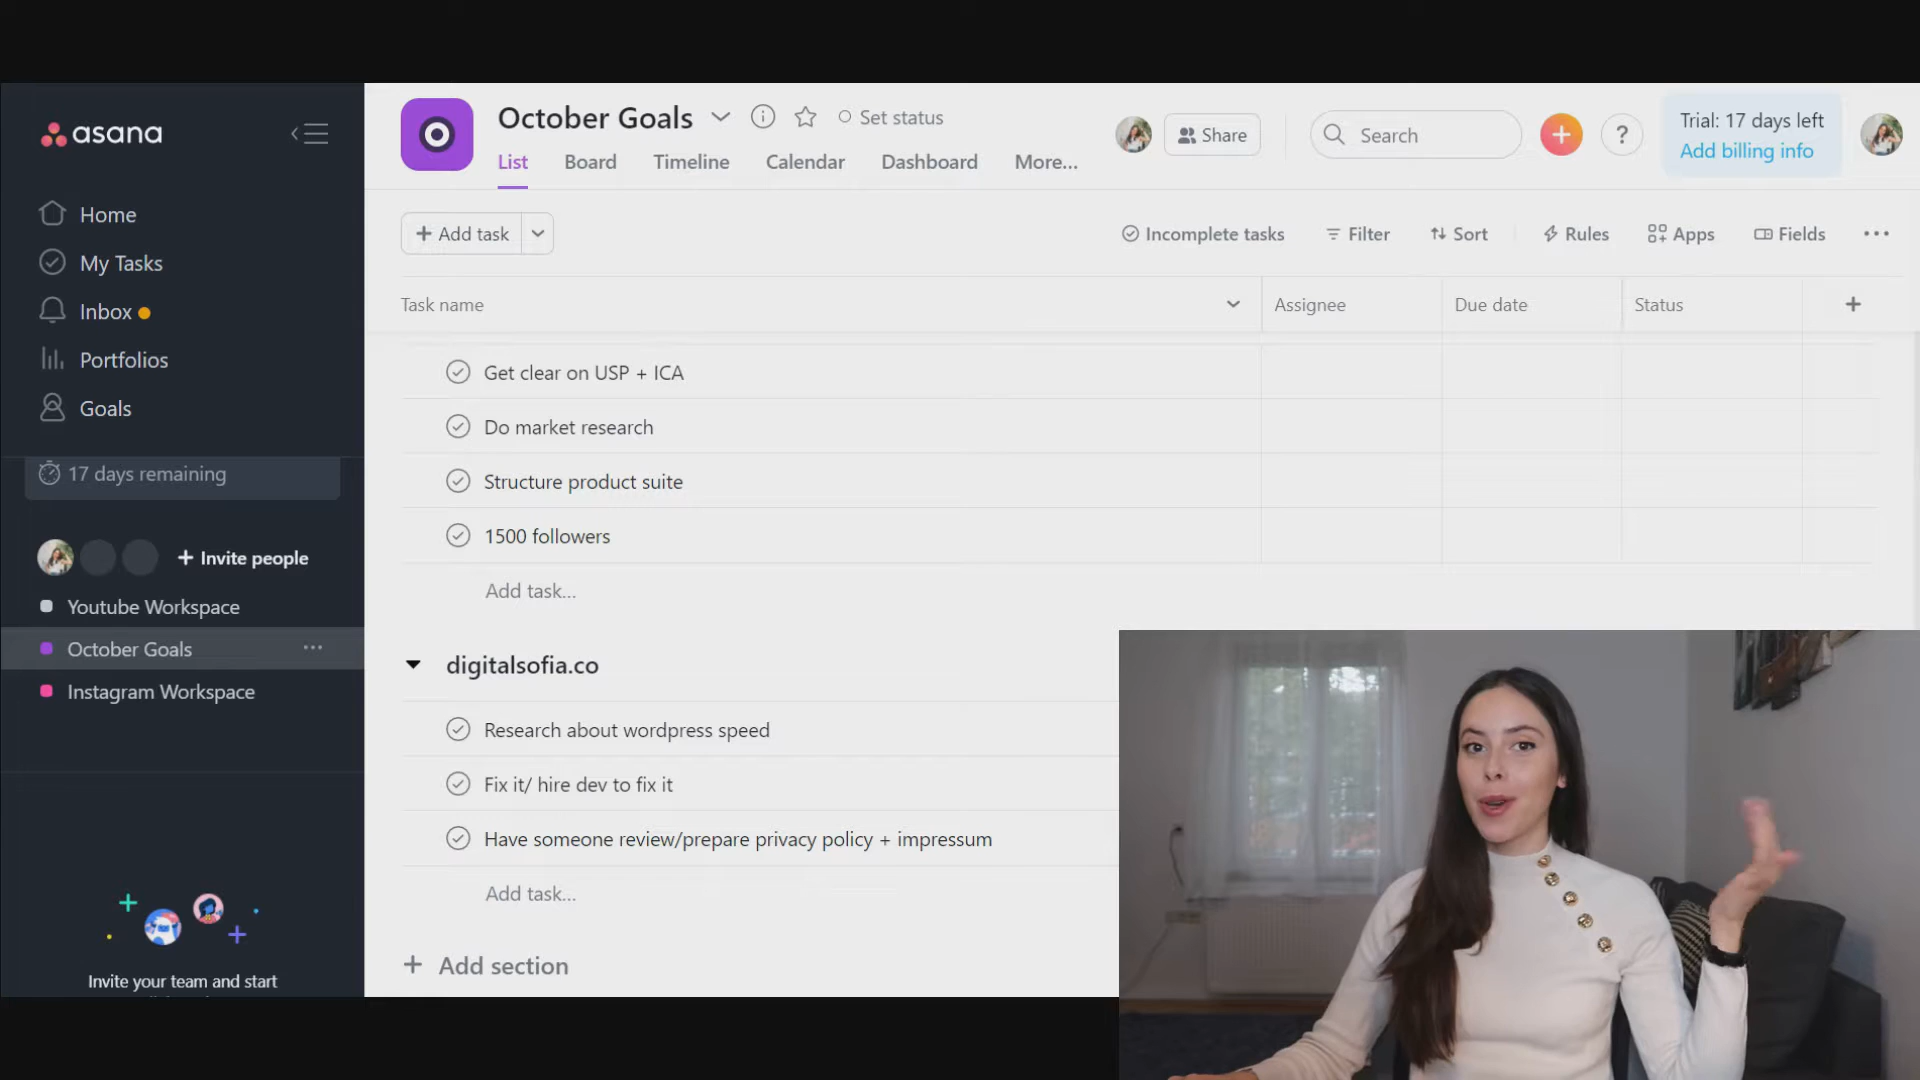 asana
Home
My Tasks
Inbox
Portfolios
Goals
17 days remaining
+ Invite people
Youtube Workspace
October Goals
...
Instagram Workspace
Invite your team and start
October Goals
Set status
List
Board
Timeline
Calendar
Dashboard
More...
Share
Search
+
?
Trial: 17 days left
Add billing info
+ Add task
Incomplete tasks
Filter
Sort
Rules
Apps
Fields
...
Task name
Assignee
Due date
Status
+
Get clear on USP + ICA
Do market research
Structure product suite
1500 followers
Add task...
digitalsofia.co
Research about wordpress speed
Fix it/ hire dev to fix it
Have someone review/prepare privacy policy + impressum
Add task...
+ Add section